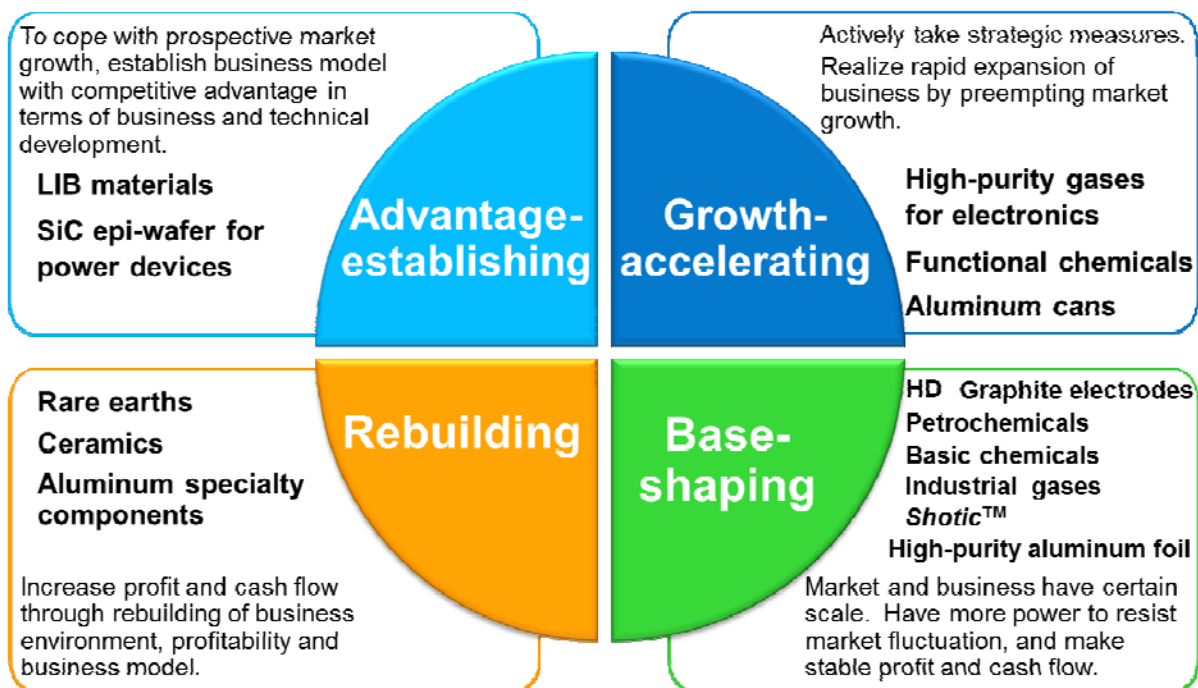 To cope with prospective market
growth, establish business model
with competitive advantage in
terms of business and technical
development.
LIB materials
SiC epi-wafer for
power devices
Advantage-
establishing
Growth-
accelerating
Actively take strategic measures.
Realize rapid expansion of
business by preempting market
growth.
High-purity gases
for electronics
Functional chemicals
Aluminum cans
Rare earths
Ceramics
Aluminum specialty
components
Increase profit and cash flow
through rebuilding of business
environment, profitability and
business model.
Rebuilding
Base-
shaping
HD Graphite electrodes
Petrochemicals
Basic chemicals
Industrial gases
Shotic™
High-purity aluminum foil
Market and business have certain
scale. Have more power to resist
market fluctuation, and make
stable profit and cash flow.